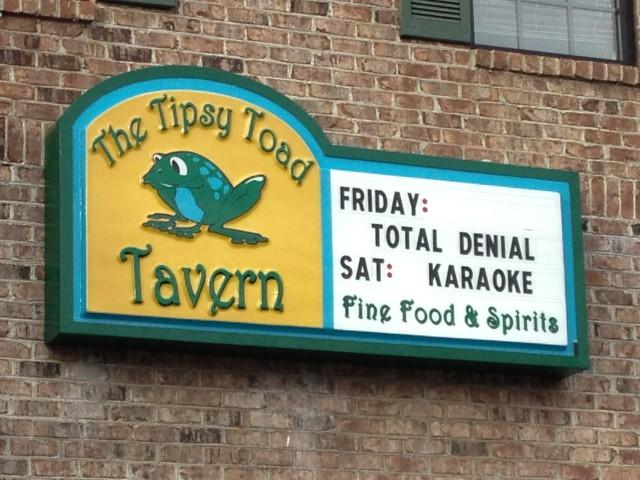 The Tipsy Toad
Tavern
FRIDAY:
TOTAL DENIAL
SAT: KARAOKE
Fine Food & Spirits